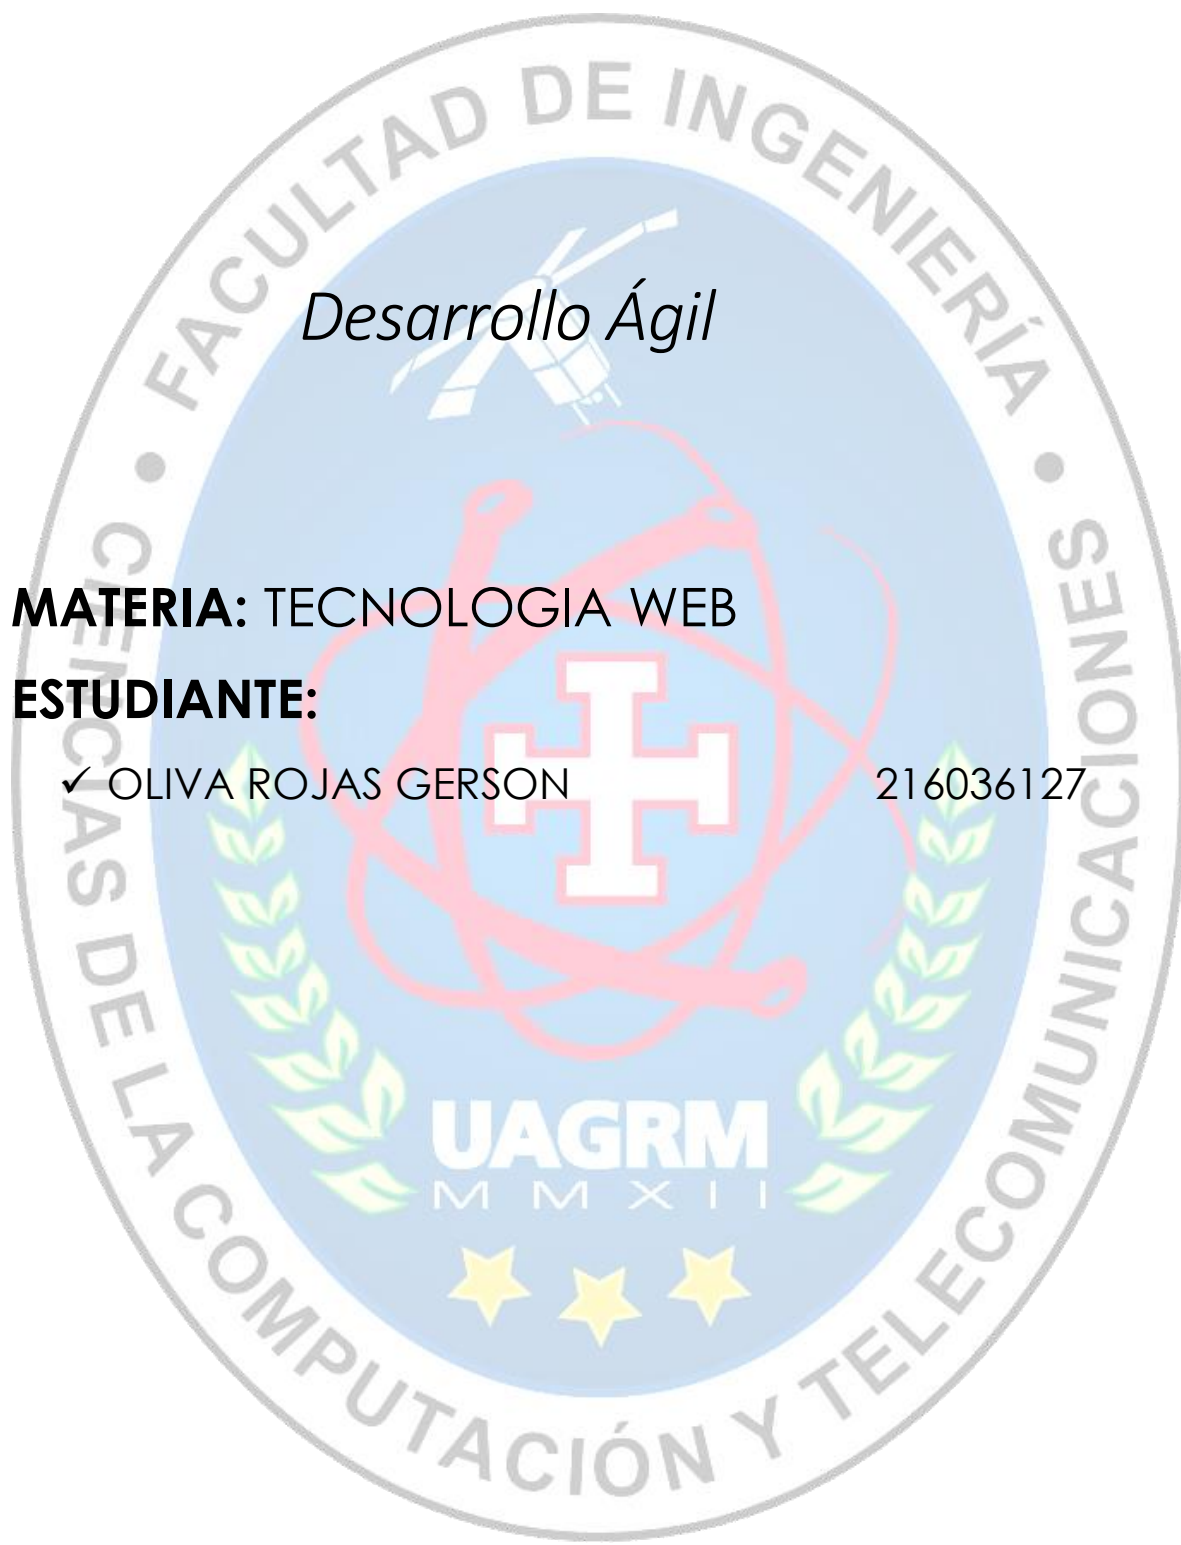 FACULTAD DE INGENIERÍA
Desarrollo Ágil
MATERIA: TECNOLOGIA WEB
ESTUDIANTE:
✓ OLIVA ROJAS GERSON 216036127
UAGRM
MMXII
CIENCIAS DE LA COMPUTACIÓN Y TELECOMUNICACIONES